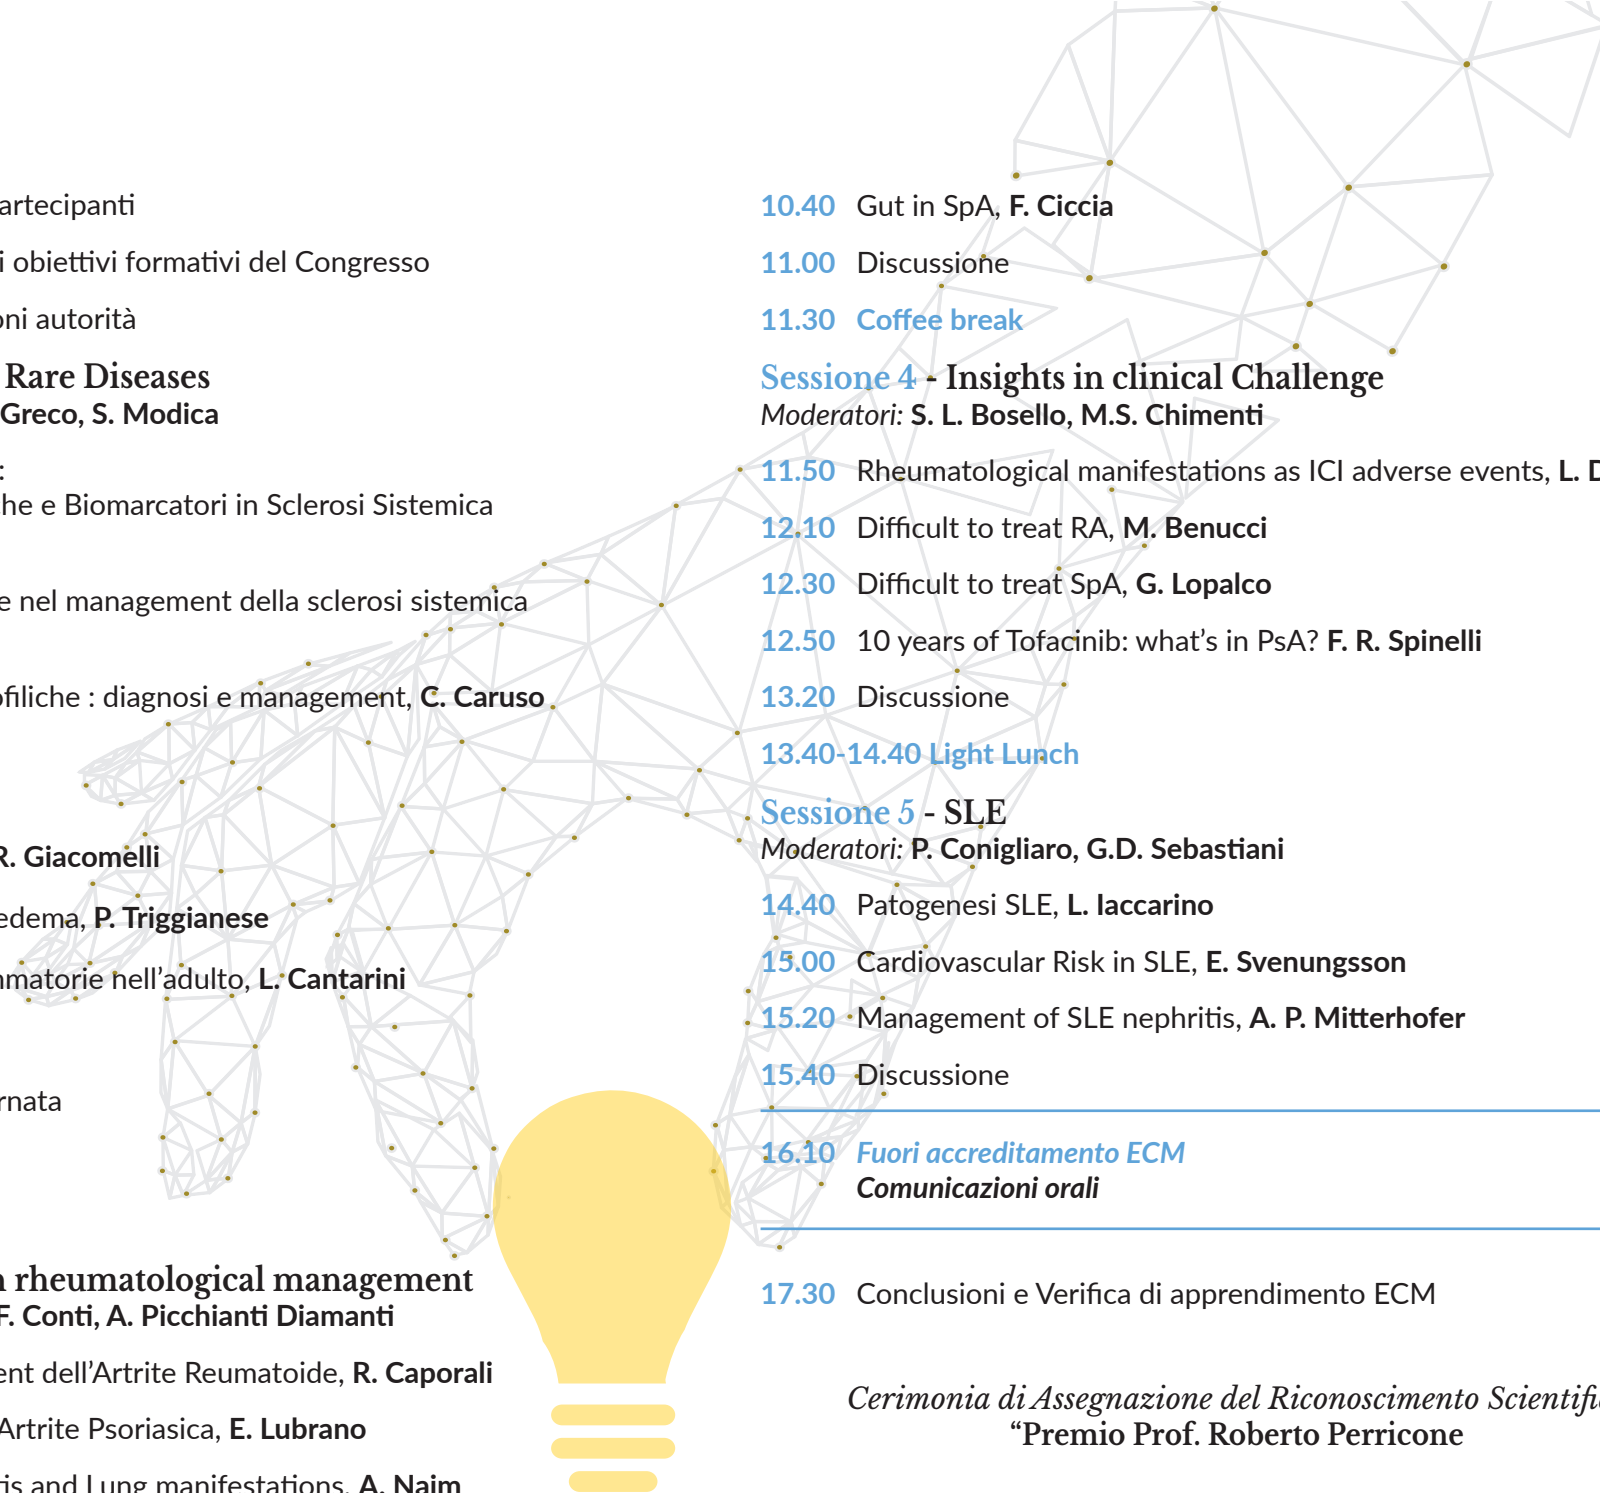 artecipanti
i obiettivi formativi del Congresso
oni autorità
Rare Diseases
Greco, S. Modica
:
che e Biomarcatori in Sclerosi Sistemica
e nel management della sclerosi sistemica
ofiliche : diagnosi e management, C. Caruso
R. Giacomelli
edema, P. Triggianese
mmatorie nell’adulto, L. Cantarini
rnata
n rheumatological management
F. Conti, A. Picchianti Diamanti
ent dell’Artrite Reumatoide, R. Caporali
Artrite Psoriasica, E. Lubrano
tis and Lung manifestations, A. Naim
10.40 Gut in SpA, F. Ciccia
11.00 Discussione
11.30 Coffee break
Sessione 4 - Insights in clinical Challenge
Moderatori: S. L. Bosello, M.S. Chimenti
11.50 Rheumatological manifestations as ICI adverse events, L. D
12.10 Difficult to treat RA, M. Benucci
12.30 Difficult to treat SpA, G. Lopalco
12.50 10 years of Tofacinib: what’s in PsA? F. R. Spinelli
13.20 Discussione
13.40-14.40 Light Lunch
Sessione 5 - SLE
Moderatori: P. Conigliaro, G.D. Sebastiani
14.40 Patogenesi SLE, L. Iaccarino
15.00 Cardiovascular Risk in SLE, E. Svenungsson
15.20 Management of SLE nephritis, A. P. Mitterhofer
15.40 Discussione
16.10 Fuori accreditamento ECM
Comunicazioni orali
17.30 Conclusioni e Verifica di apprendimento ECM
Cerimonia di Assegnazione del Riconoscimento Scientifi
“Premio Prof. Roberto Perricone